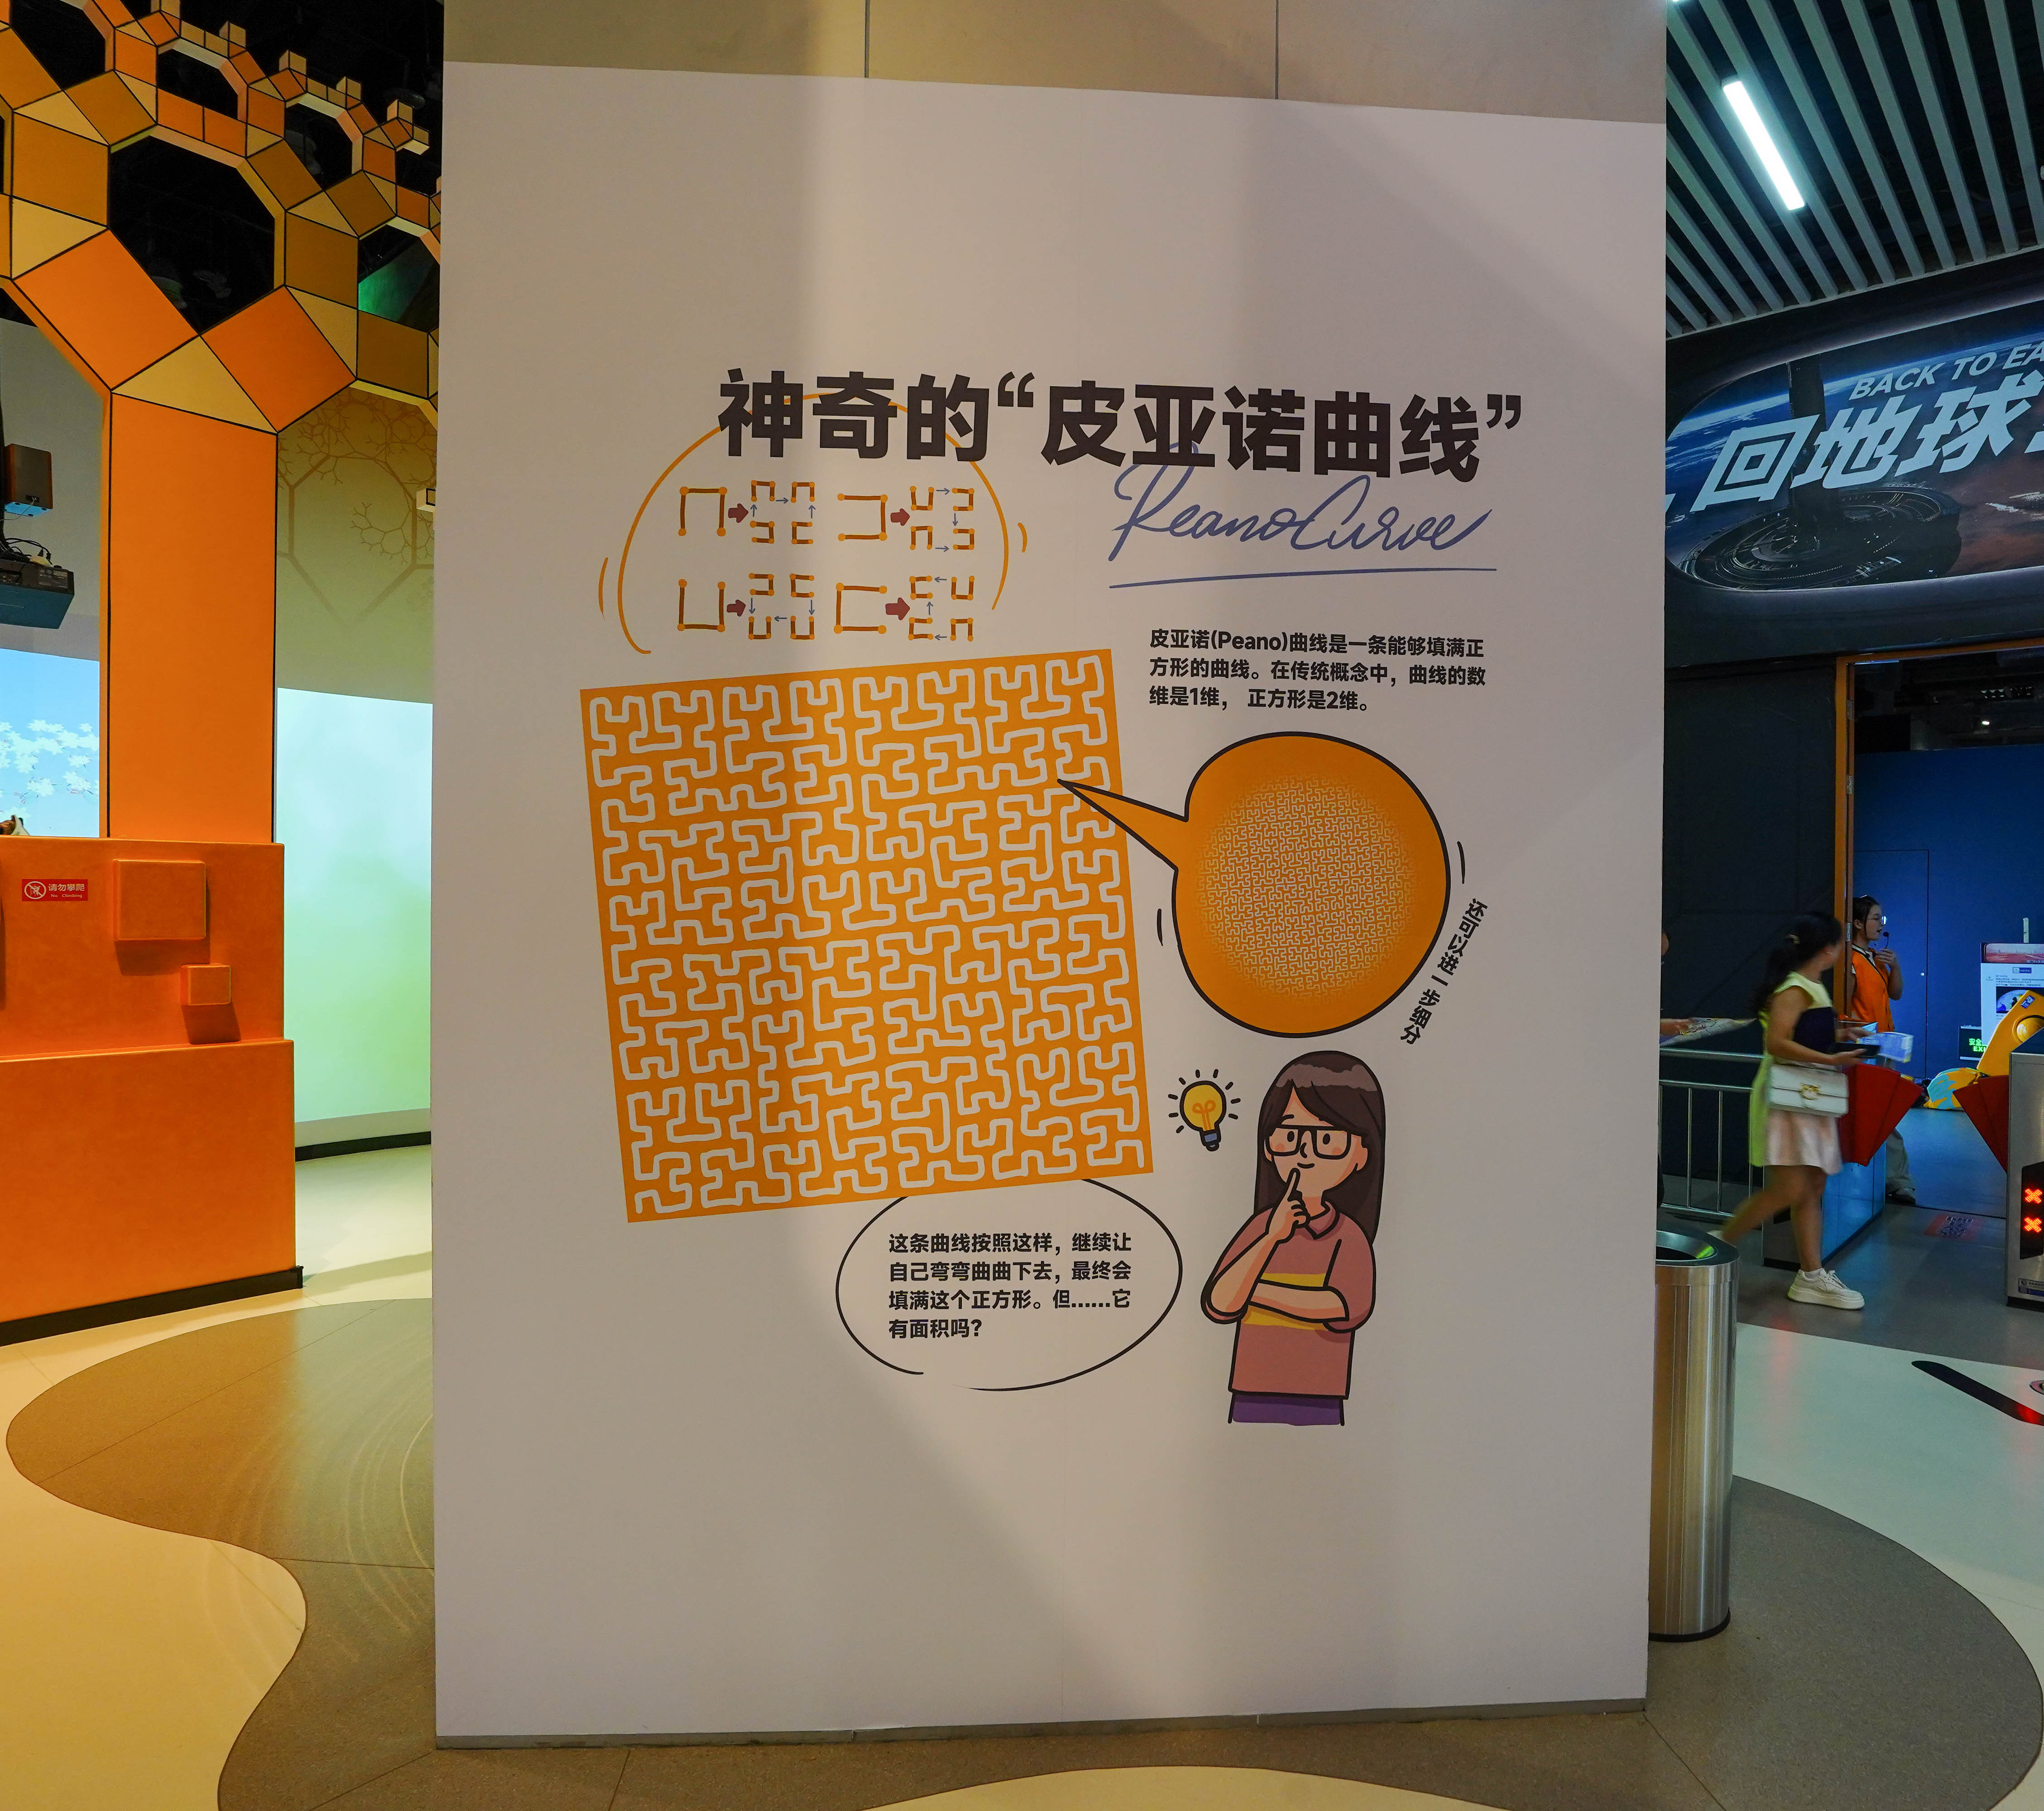 神奇的“皮亚诺曲线”
Peano Curve
皮亚诺(Peano)曲线是一条能够填满正
方形的曲线。在传统概念中，曲线的数
维是1维， 正方形是2维。
还可以进一步细分
这条曲线按照这样，继续让
自己弯弯曲曲下去，最终会
填满这个正方形。但……它
有面积吗？
请勿攀爬
No Climbing
BACK TO EA
回地球